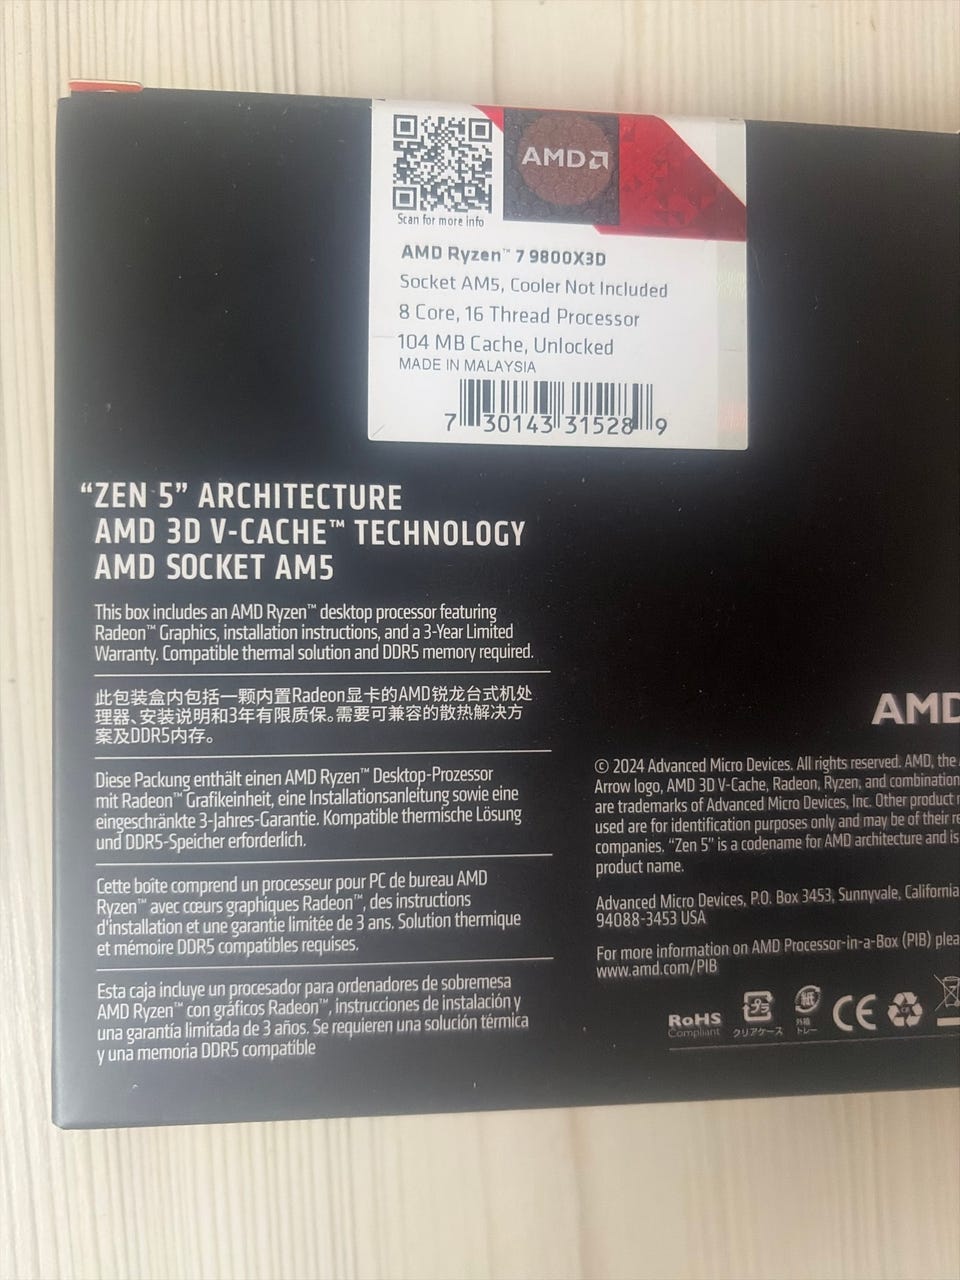 AMD
Scan for more info
AMD Ryzen™ 7 9800X3D
Socket AM5, Cooler Not Included
8 Core, 16 Thread Processor
104 MB Cache, Unlocked
MADE IN MALAYSIA
7 30143 31528 9
“ZEN 5” ARCHITECTURE
AMD 3D V-CACHE™ TECHNOLOGY
AMD SOCKET AM5
This box includes an AMD Ryzen™ desktop processor featuring
Radeon™ Graphics, installation instructions, and a 3-Year Limited
Warranty. Compatible thermal solution and DDR5 memory required.
此包装盒内包括一颗内置Radeon显卡的AMD锐龙台式机处
理器、安装说明和3年有限质保。需要可兼容的散热解决方
案及DDR5内存。
Diese Packung enthält einen AMD Ryzen™ Desktop-Prozessor
mit Radeon™ Grafikeinheit, eine Installationsanleitung sowie eine
eingeschränkte 3-Jahres-Garantie. Kompatible thermische Lösung
und DDR5-Speicher erforderlich.
Cette boîte comprend un processeur pour PC de bureau AMD
Ryzen™ avec cœurs graphiques Radeon™, des instructions
d'installation et une garantie limitée de 3 ans. Solution thermique
et mémoire DDR5 compatibles requises.
Esta caja incluye un procesador para ordenadores de sobremesa
AMD Ryzen™ con gráficos Radeon™, instrucciones de instalación y
una garantía limitada de 3 años. Se requieren una solución térmica
y una memoria DDR5 compatible
AMD
© 2024 Advanced Micro Devices. All rights reserved. AMD, the
Arrow logo, AMD 3D V-Cache, Radeon, Ryzen, and combination
are trademarks of Advanced Micro Devices, Inc. Other product
used are for identification purposes only and may be of their
companies. “Zen 5” is a codename for AMD architecture and is
product name.
Advanced Micro Devices, P.O. Box 3453, Sunnyvale, California
94088-3453 USA
For more information on AMD Processor-in-a-Box (PIB) plea
www.amd.com/PIB
RoHS
Compliant
プラ
クリアケース
紙
外箱
トレー
CE